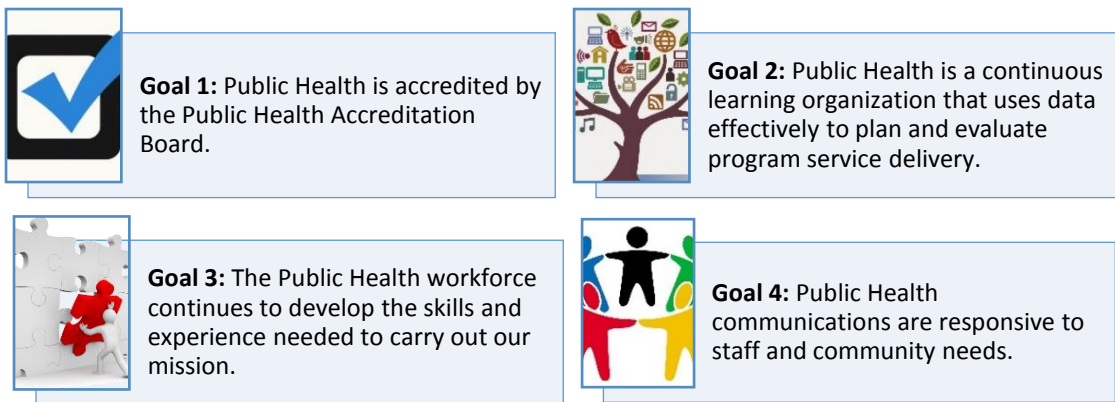 Goal 1: Public Health is accredited by
the Public Health Accreditation
Board.
Goal 2: Public Health is a continuous
learning organization that uses data
effectively to plan and evaluate
program service delivery.
Goal 3: The Public Health workforce
continues to develop the skills and
experience needed to carry out our
mission.
Goal 4: Public Health
communications are responsive to
staff and community needs.